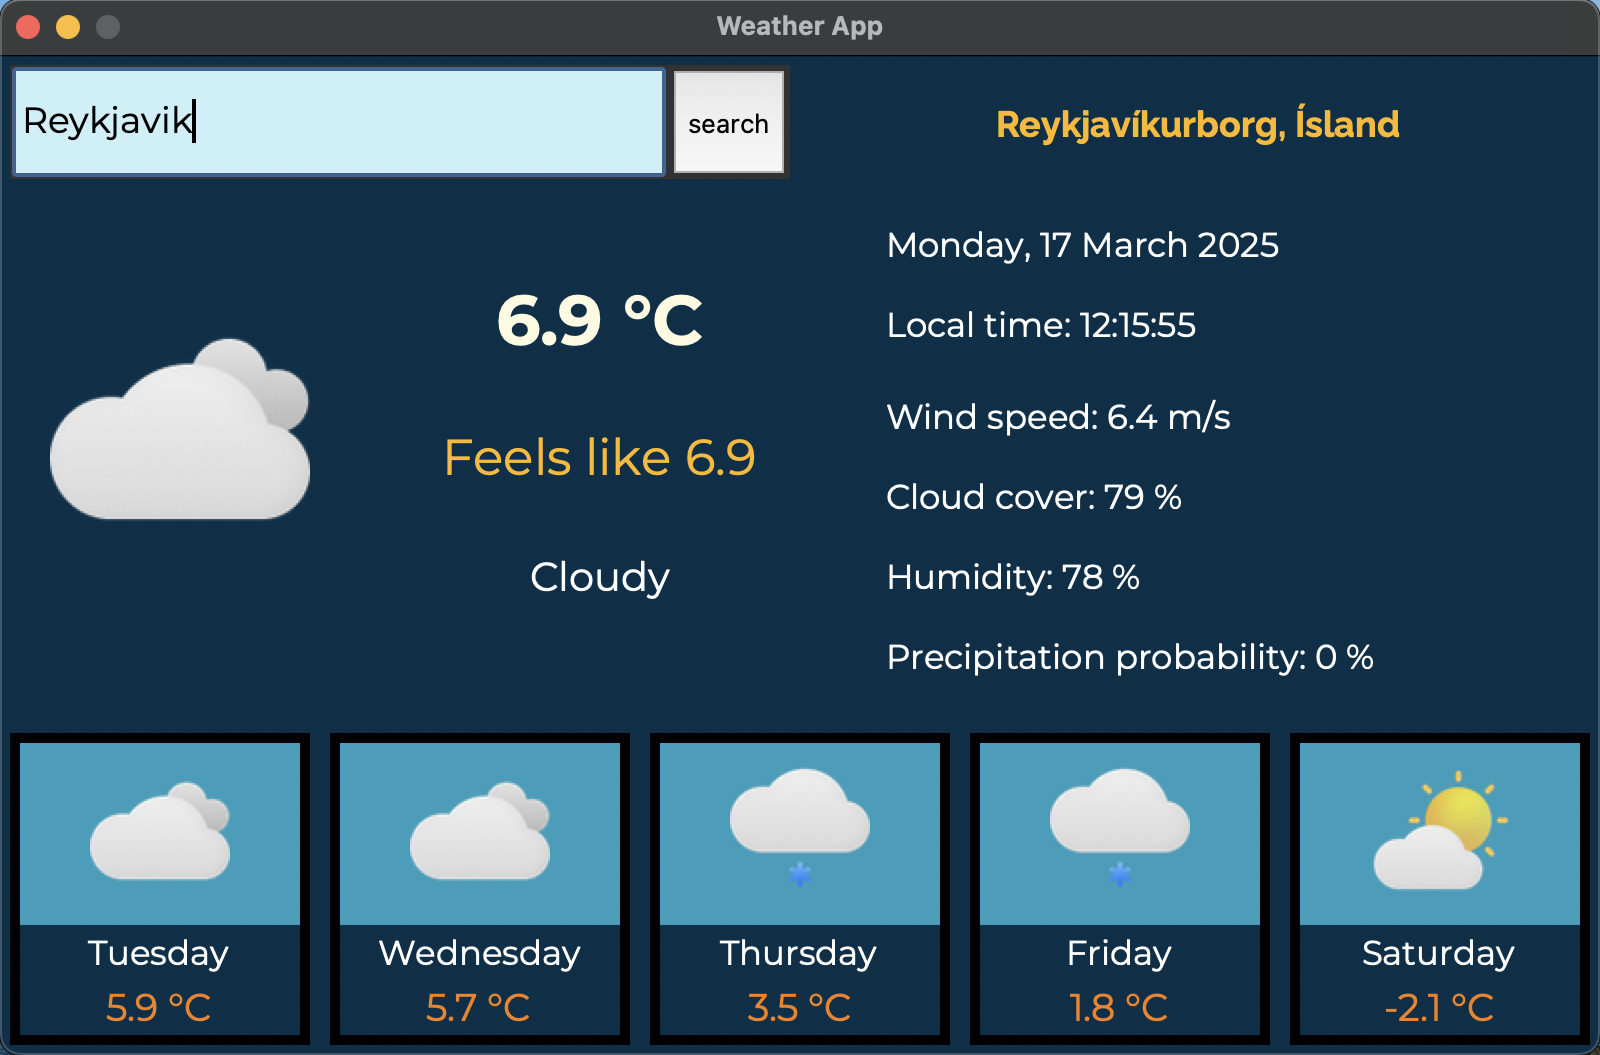 Weather App
Reykjavik
search
Reykjavíkurborg, Ísland
6.9 °C
Feels like 6.9
Cloudy
Monday, 17 March 2025
Local time: 12:15:55
Wind speed: 6.4 m/s
Cloud cover: 79 %
Humidity: 78 %
Precipitation probability: 0 %
Tuesday
5.9 °C
Wednesday
5.7 °C
Thursday
3.5 °C
Friday
1.8 °C
Saturday
-2.1 °C